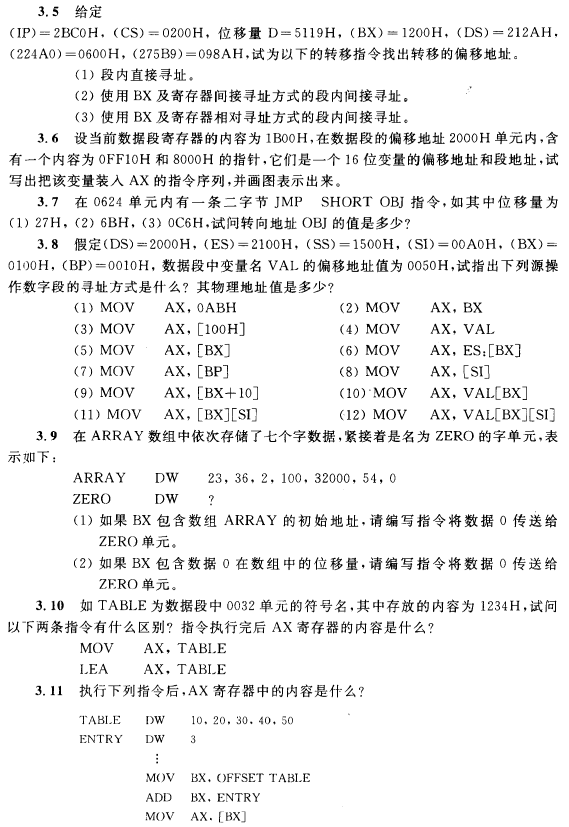 3.5 给定
(IP)=2BC0H,(CS)=0200H,位移量 D=5119H,(BX)=1200H,(DS)=212AH,
(224A0)=0600H,(275B9)=098AH,试为以下的转移指令找出转移的偏移地址。
(1) 段内直接寻址。
(2) 使用 BX 及寄存器间接寻址方式的段内间接寻址。
(3) 使用 BX 及寄存器相对寻址方式的段内间接寻址。
3.6 设当前数据段寄存器的内容为 1B00H,在数据段的偏移地址 2000H 单元内,含
有一个内容为 0FF10H 和 8000H 的指针,它们是一个 16 位变量的偏移地址和段地址,试
写出把该变量装入 AX 的指令序列,并画图表示出来。
3.7 在 0624 单元内有一条二字节 JMP SHORT OBJ 指令,如其中位移量为
(1) 27H,(2) 6BH,(3) 0C6H,试问转向地址 OBJ 的值是多少?
3.8 假定(DS)=2000H,(ES)=2100H,(SS)=1500H,(SI)=00A0H,(BX)=
0100H,(BP)=0010H,数据段中变量名 VAL 的偏移地址值为 0050H,试指出下列源操
作数字段的寻址方式是什么?其物理地址值是多少?
(1) MOV AX,0ABH (2) MOV AX,BX
(3) MOV AX,[100H] (4) MOV AX,VAL
(5) MOV AX,[BX] (6) MOV AX,ES:[BX]
(7) MOV AX,[BP] (8) MOV AX,[SI]
(9) MOV AX,[BX+10] (10) MOV AX,VAL[BX]
(11) MOV AX,[BX][SI] (12) MOV AX,VAL[BX][SI]
3.9 在 ARRAY 数组中依次存储了七个字数据,紧接着是名为 ZERO 的字单元,表
示如下:
ARRAY DW 23,36,2,100,32000,54,0
ZERO DW ?
(1) 如果 BX 包含数组 ARRAY 的初始地址,请编写指令将数据 0 传送给
ZERO 单元。
(2) 如果 BX 包含数据 0 在数组中的位移量,请编写指令将数据 0 传送给
ZERO 单元。
3.10 如 TABLE 为数据段中 0032 单元的符号名,其中存放的内容为 1234H,试问
以下两条指令有什么区别?指令执行完后 AX 寄存器的内容是什么?
MOV AX,TABLE
LEA AX,TABLE
3.11 执行下列指令后,AX 寄存器中的内容是什么?
TABLE DW 10,20,30,40,50
ENTRY DW 3
⋮
MOV BX,OFFSET TABLE
ADD BX,ENTRY
MOV AX,[BX]